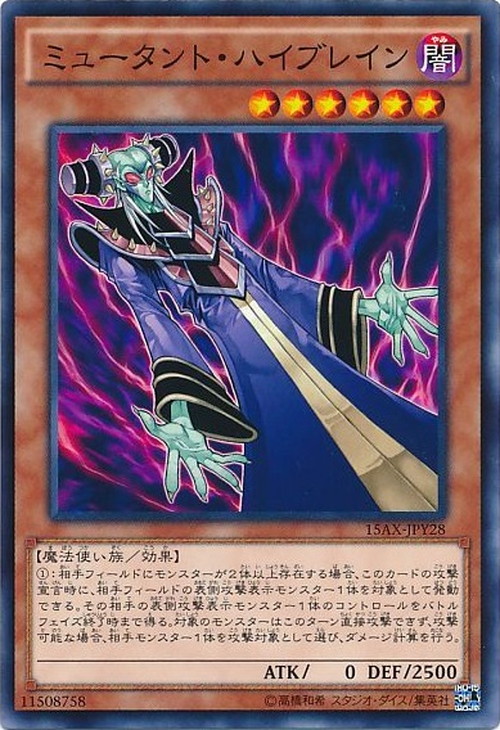 ミュータント・ハイブレイン
闇
15AX-JPY28
【魔法使い族／効果】
①：相手フィールドにモンスターが２体以上存在する場合、このカードの攻撃
宣言時に、相手フィールドの表側攻撃表示モンスター１体を対象として発動
できる。その相手の表側攻撃表示モンスター１体のコントロールをバトル
フェイズ終了時まで得る。対象のモンスターはこのターン直接攻撃できず、攻撃
可能な場合、相手モンスター１体を攻撃対象として選び、ダメージ計算を行う。
ATK/ 0 DEF/2500
11508758
©高橋和希 スタジオ・ダイス/集英社